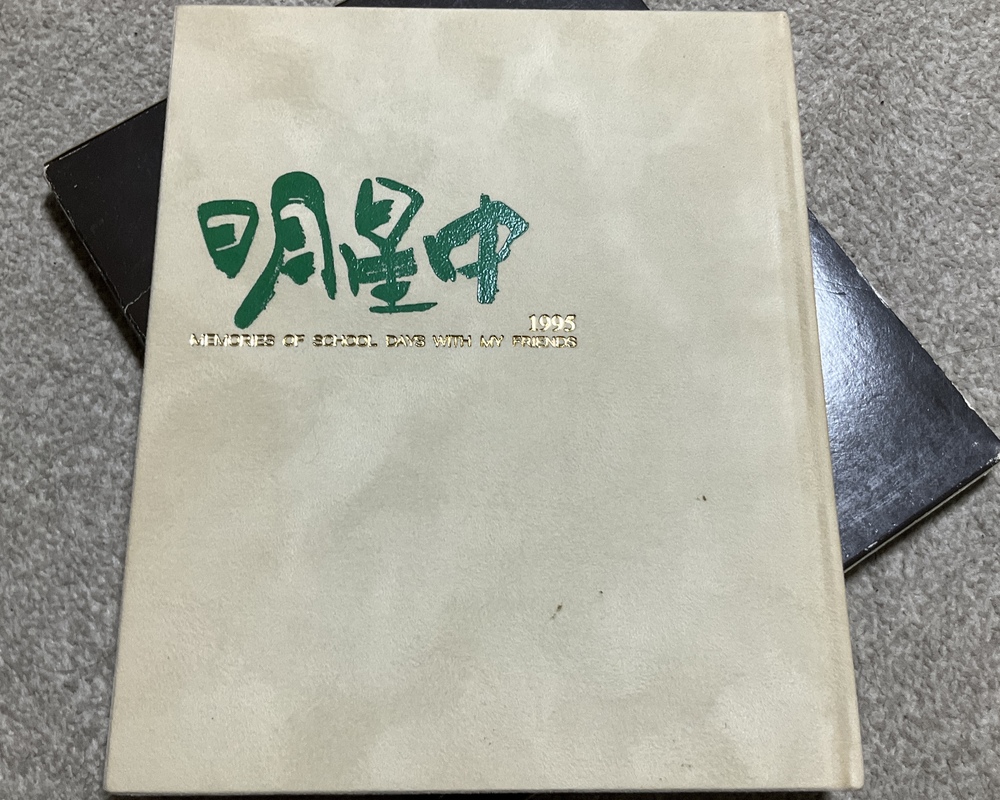 明星中
1995
MEMORIES OF SCHOOL DAYS WITH MY FRIENDS